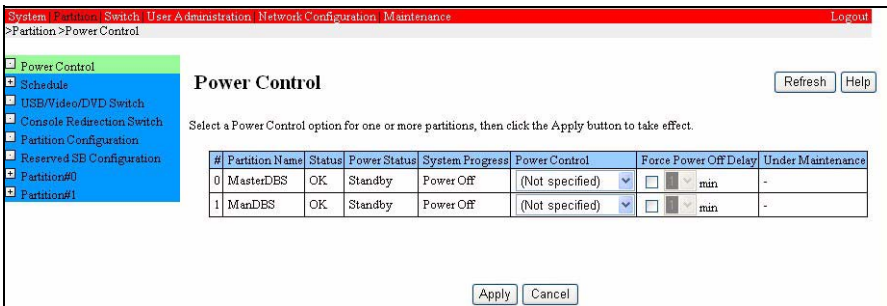 System | Partition | Switch | User Administration | Network Configuration | Maintenance Logout
>Partition >Power Control
Power Control
Schedule
USB/Video/DVD Switch
Console Redirection Switch
Partition Configuration
Reserved SB Configuration
Partition#0
Partition#1
Power Control
Refresh Help
Select a Power Control option for one or more partitions, then click the Apply button to take effect.
# Partition Name Status Power Status System Progress Power Control Force Power Off Delay Under Maintenance
0 MasterDBS OK Standby Power Off (Not specified) 1 min -
1 ManDBS OK Standby Power Off (Not specified) 1 min -
Apply Cancel